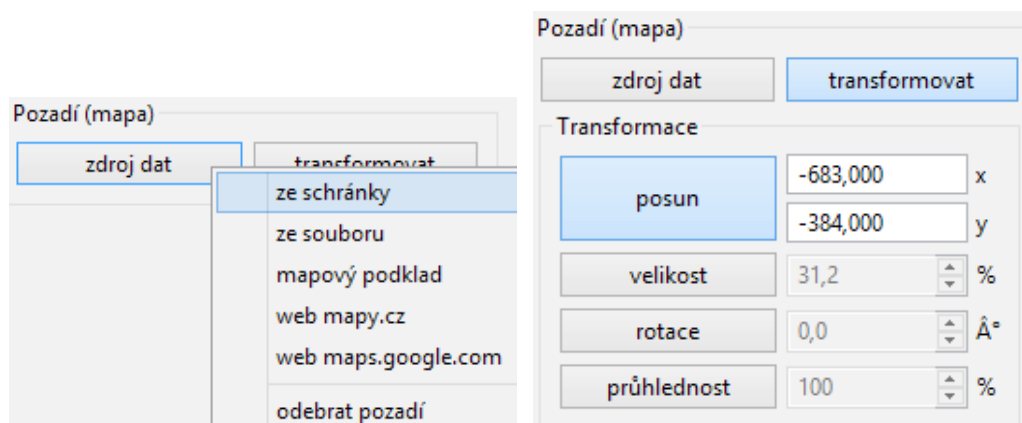 Pozadí (mapa)
zdroj dat transformovat
ze schránky
ze souboru
mapový podklad
web mapy.cz
web maps.google.com
odebrat pozadí
Pozadí (mapa)
zdroj dat transformovat
Transformace
posun -683,000 x
-384,000 y
velikost 31,2 %
rotace 0,0 Â°
průhlednost 100 %